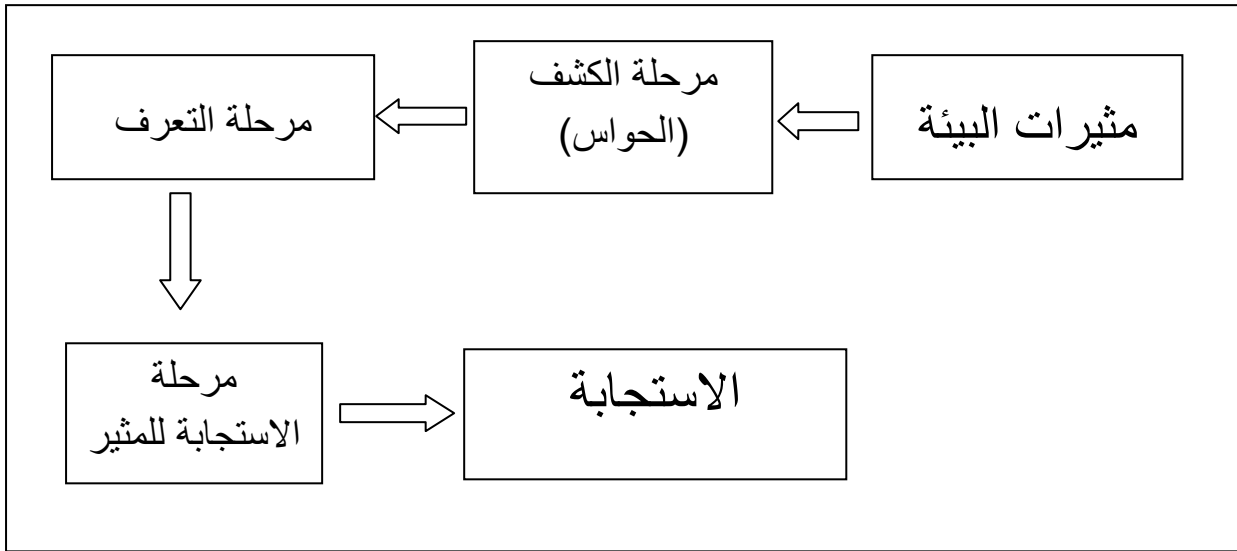 مثيرات البيئة
مرحلة الكشف
(الحواس)
مرحلة التعرف
مرحلة
الاستجابة للمثير
الاستجابة